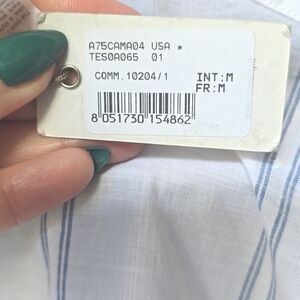 A75CAMA04 USA *
TES0A065 01
COMM.10204/1
INT:M
FR:M
8 051730 154862